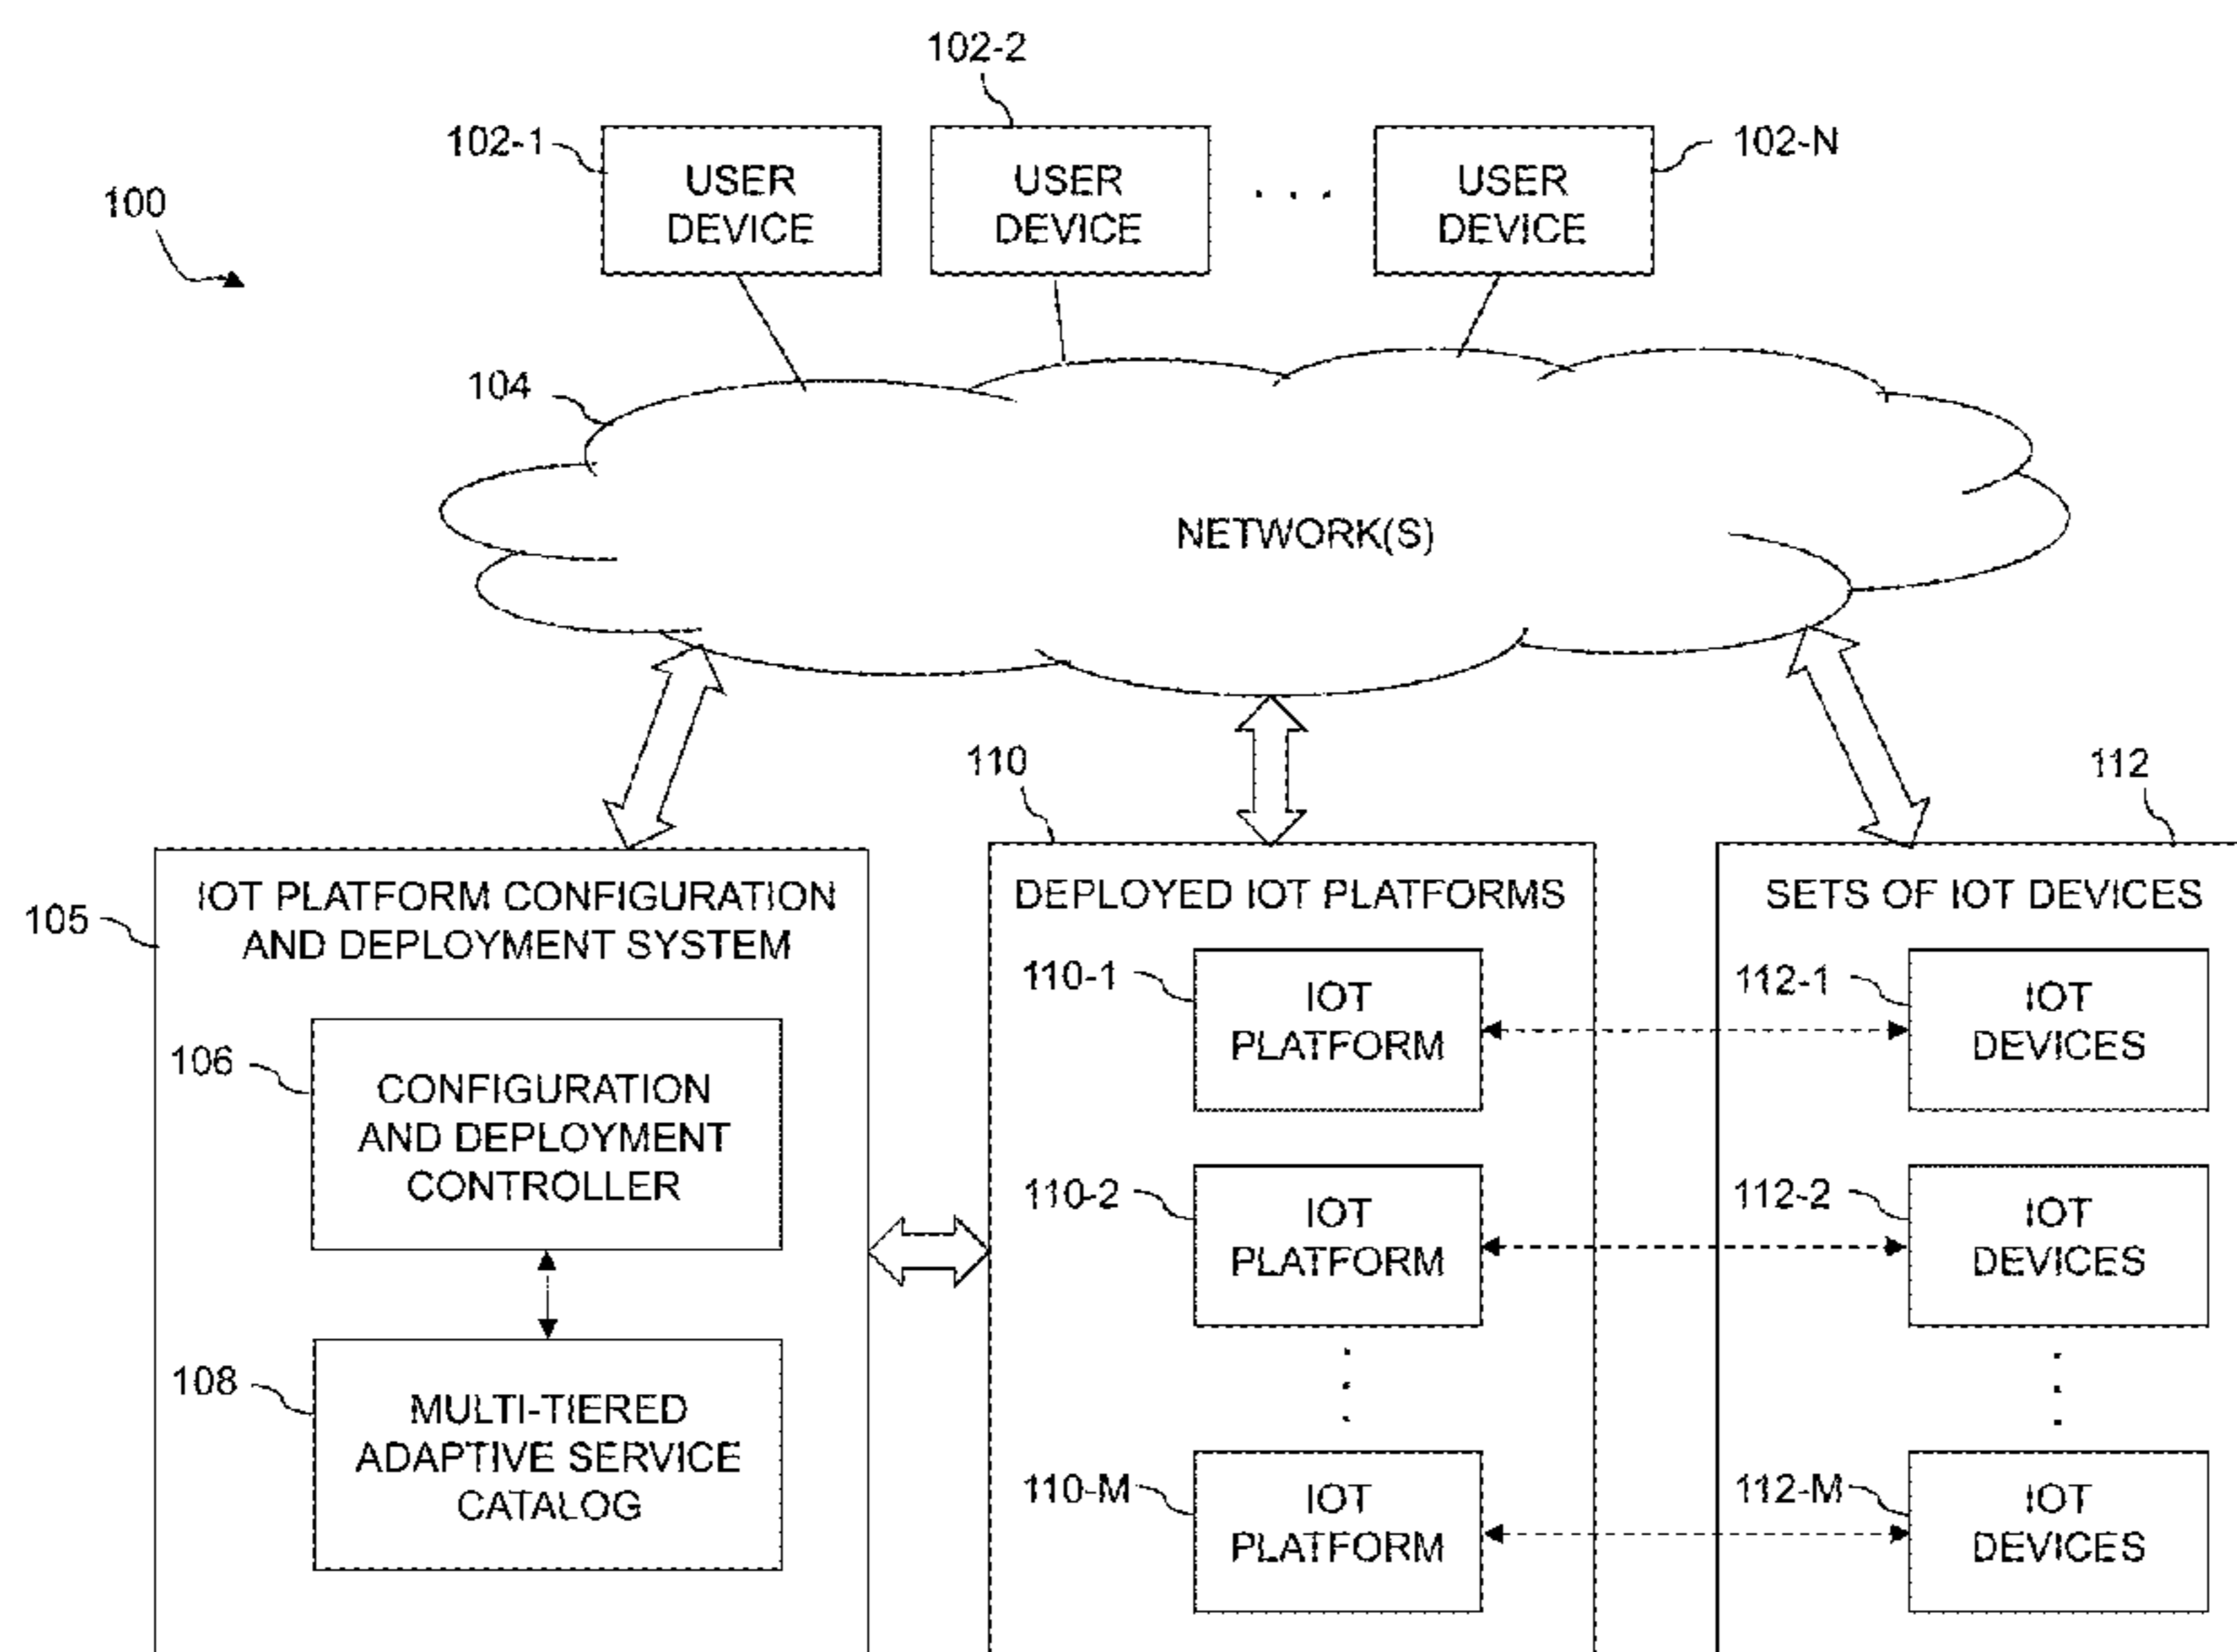 102-2
102-1
102-N
100
USER
DEVICE
USER
DEVICE
. . .
USER
DEVICE
104
NETWORK(S)
110
112
105
IOT PLATFORM CONFIGURATION
AND DEPLOYMENT SYSTEM
106
CONFIGURATION
AND DEPLOYMENT
CONTROLLER
108
MULTI-TIERED
ADAPTIVE SERVICE
CATALOG
DEPLOYED IOT PLATFORMS
110-1
IOT
PLATFORM
110-2
IOT
PLATFORM
110-M
IOT
PLATFORM
SETS OF IOT DEVICES
112-1
IOT
DEVICES
112-2
IOT
DEVICES
112-M
IOT
DEVICES